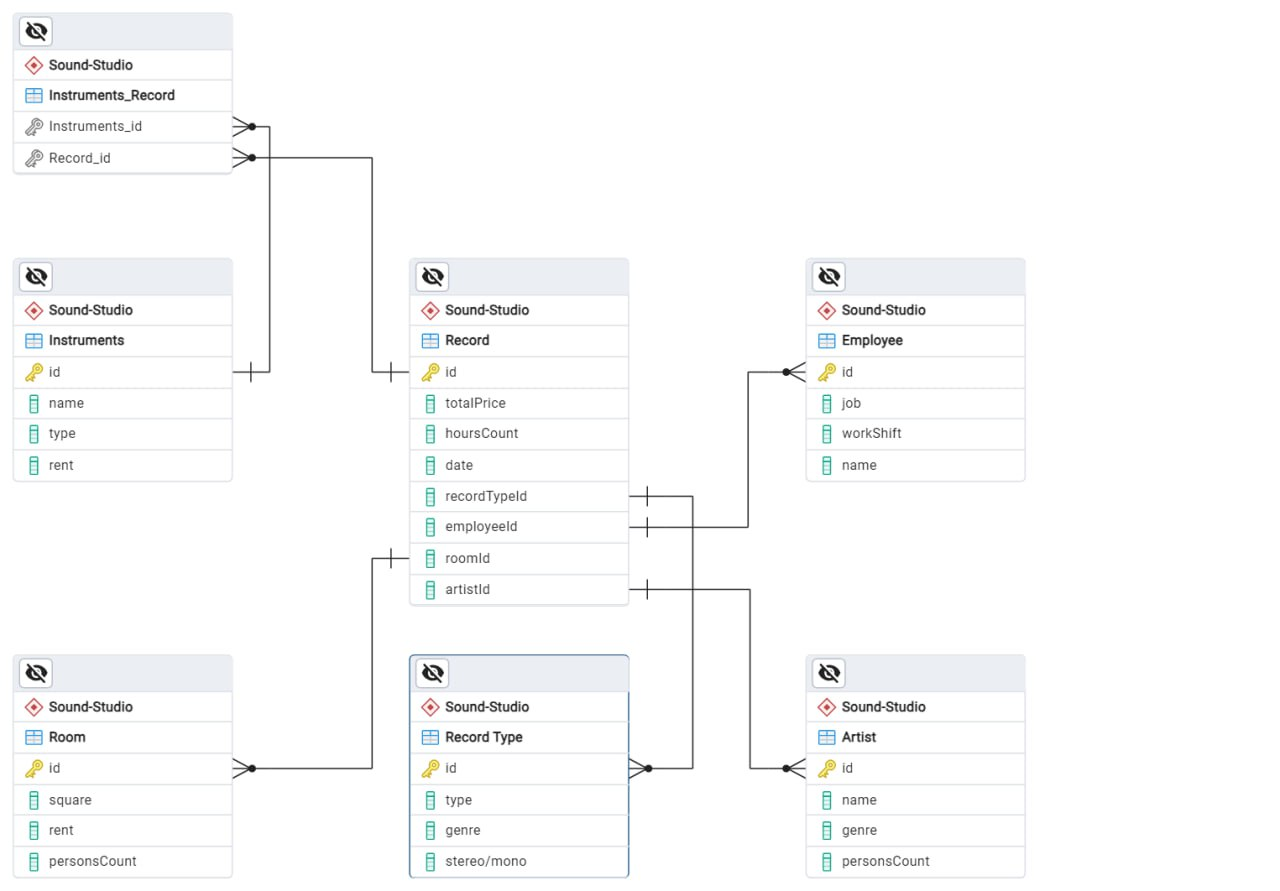 Sound-Studio
Instruments_Record
Instruments_id
Record_id
Sound-Studio
Instruments
id
name
type
rent
Sound-Studio
Record
id
totalPrice
hoursCount
date
recordTypeId
employeeId
roomId
artistId
Sound-Studio
Employee
id
job
workShift
name
Sound-Studio
Room
id
square
rent
personsCount
Sound-Studio
Record Type
id
type
genre
stereo/mono
Sound-Studio
Artist
id
name
genre
personsCount